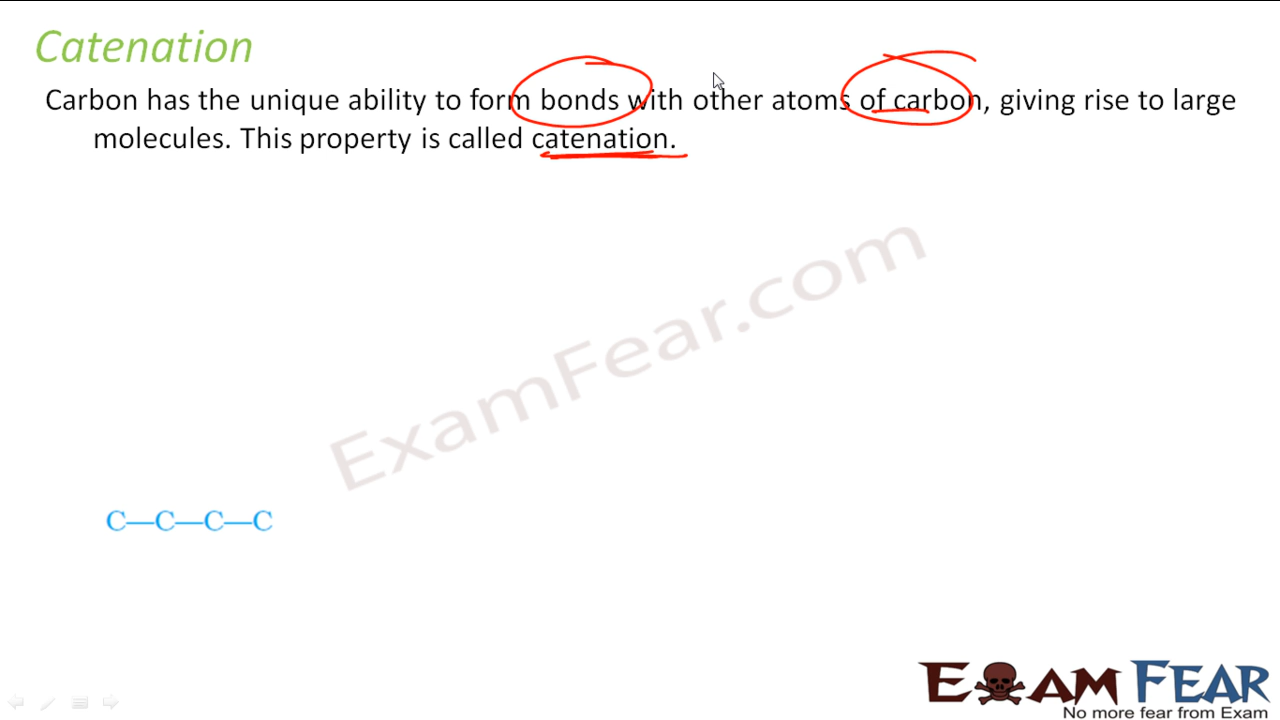 Catenation
Carbon has the unique ability to form bonds with other atoms of carbon, giving rise to large
molecules. This property is called catenation.
ExamFear.com
C—C—C—C
EXAM FEAR
No more fear from Exam